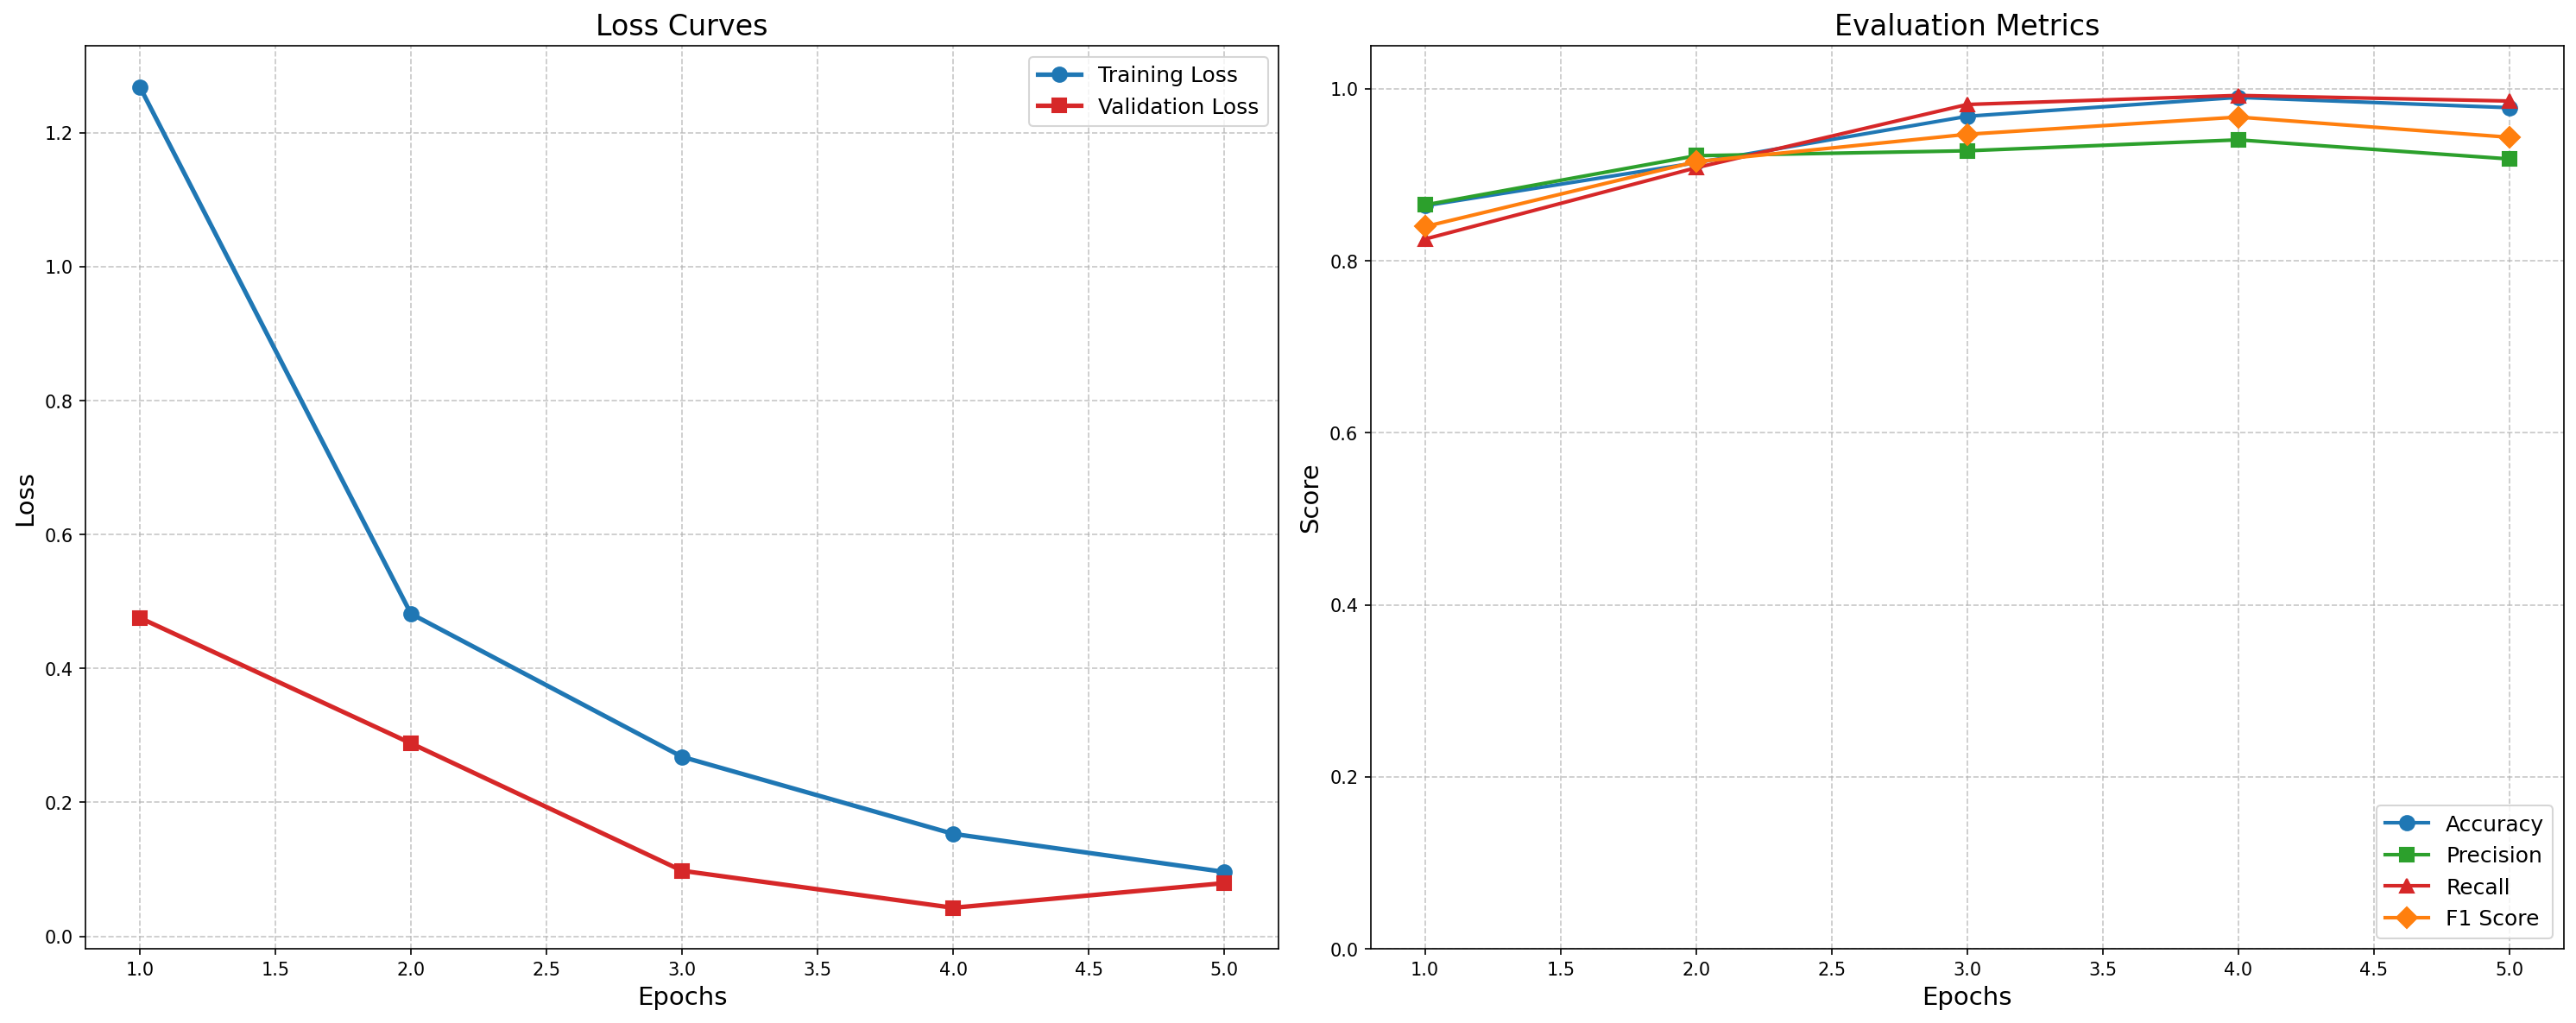 Loss Curves
Training Loss
Validation Loss
1.2
1.0
0.8
0.6
0.4
0.2
0.0
Loss
1.0 1.5 2.0 2.5 3.0 3.5 4.0 4.5 5.0
Epochs
Evaluation Metrics
1.0
0.8
0.6
0.4
0.2
0.0
Score
Accuracy
Precision
Recall
F1 Score
1.0 1.5 2.0 2.5 3.0 3.5 4.0 4.5 5.0
Epochs